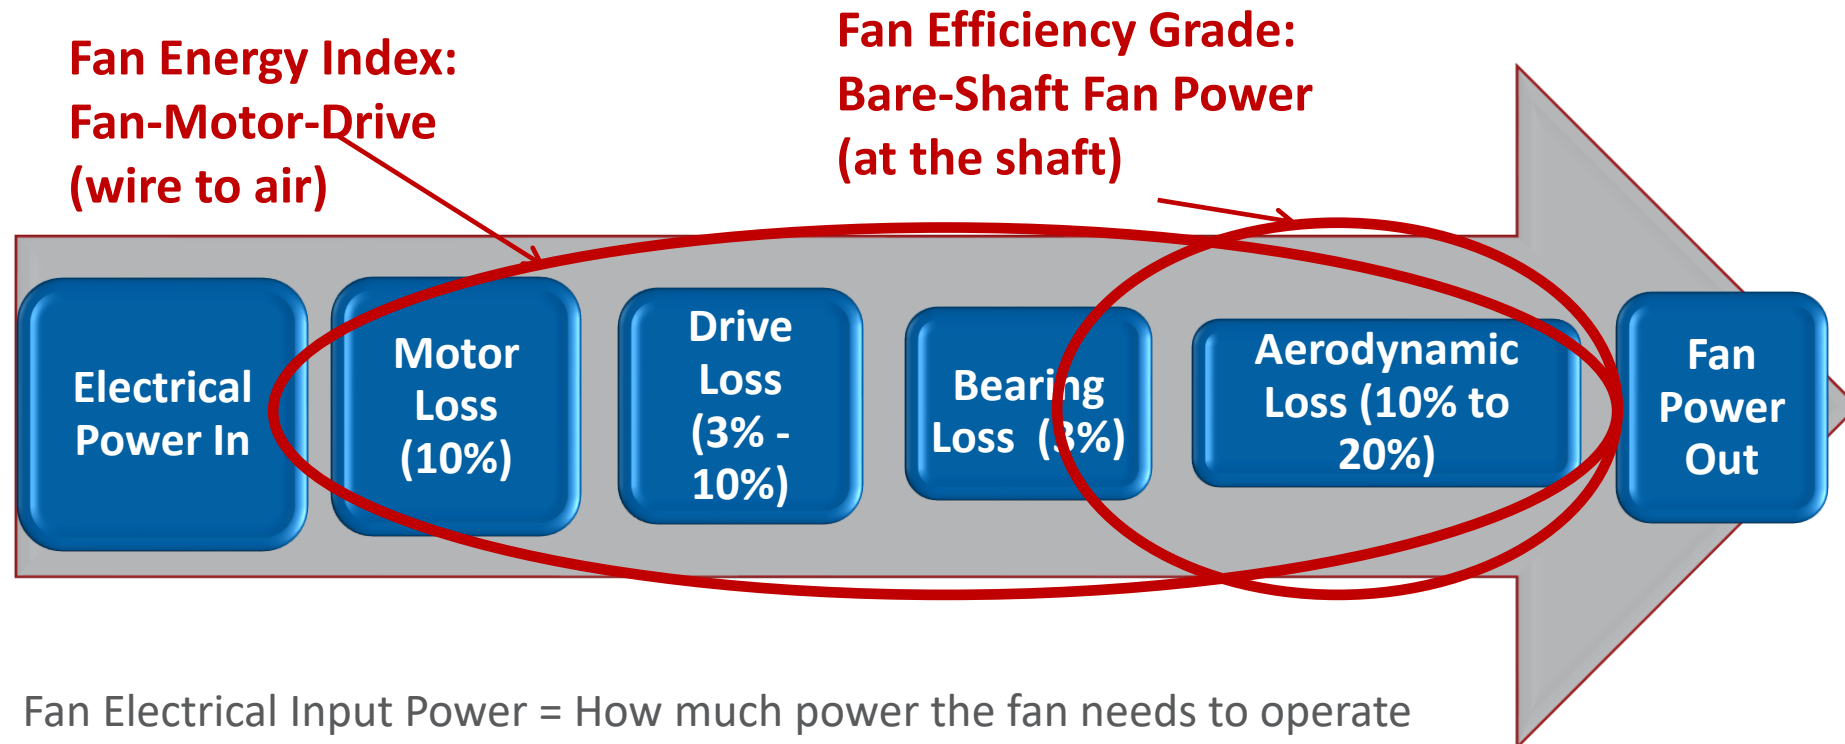 Fan Energy Index:
Fan-Motor-Drive
(wire to air)
Fan Efficiency Grade:
Bare-Shaft Fan Power
(at the shaft)
Electrical
Power In
Motor
Loss
(10%)
Drive
Loss
(3% -
10%)
Bearing
Loss (3%)
Aerodynamic
Loss (10% to
20%)
Fan
Power
Out
Fan Electrical Input Power = How much power the fan needs to operate